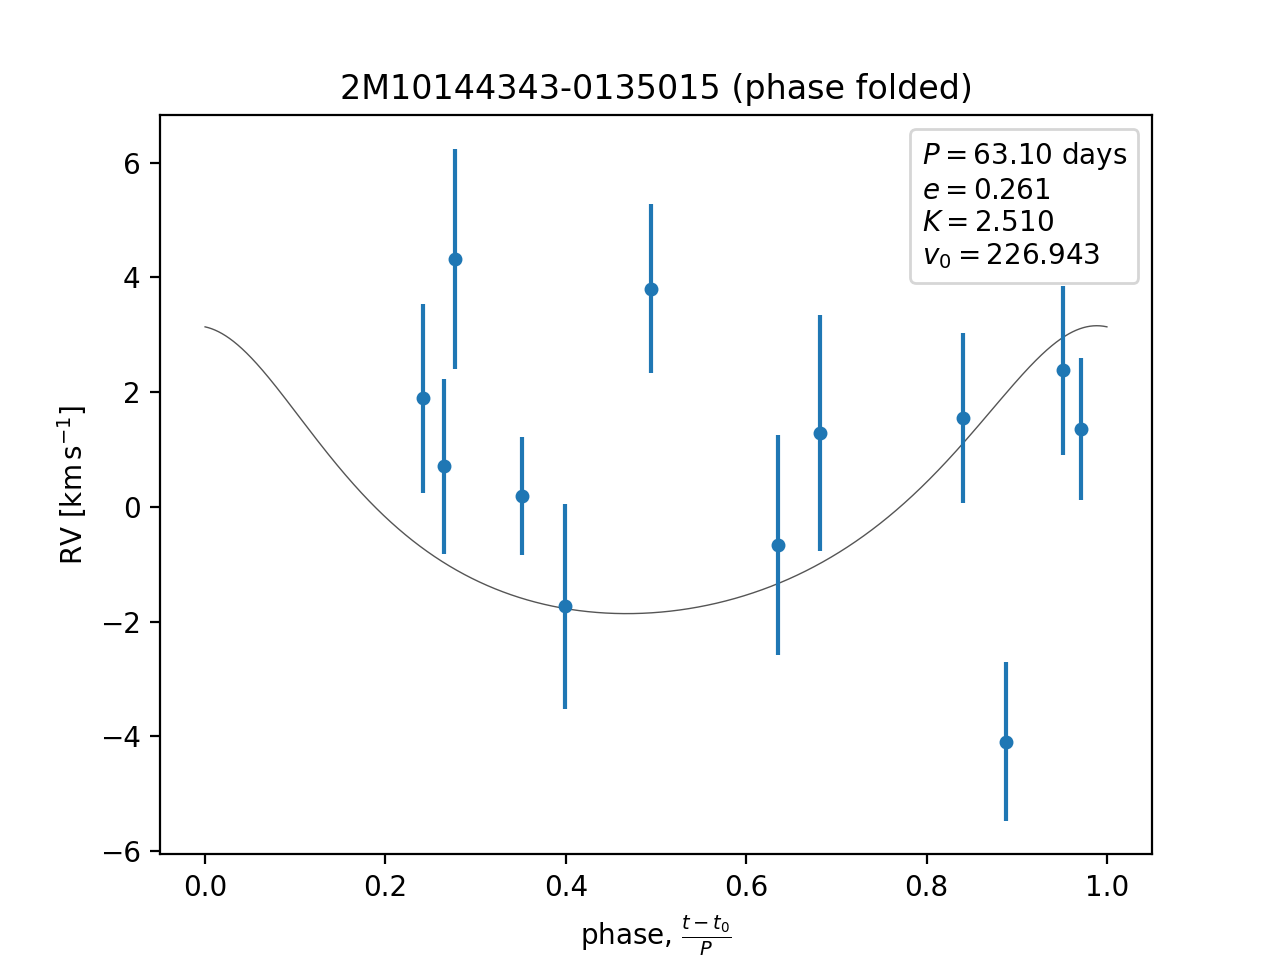 2M10144343-0135015 (phase folded)
P = 63.10 days
e = 0.261
K = 2.510
v₀ = 226.943
RV [km s⁻¹]
6
4
2
0
−2
−4
−6
0.0 0.2 0.4 0.6 0.8 1.0
phase, (t − t₀)/P